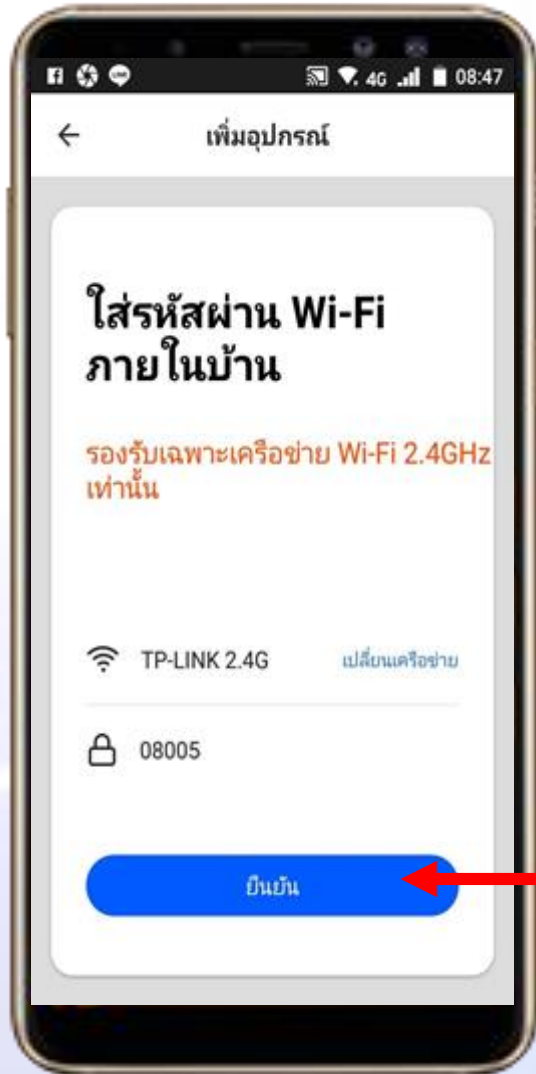 4G 08:47
เพิ่มอุปกรณ์
ใส่รหัสผ่าน Wi-Fi
ภายในบ้าน
รองรับเฉพาะเครือข่าย Wi-Fi 2.4GHz
เท่านั้น
TP-LINK 2.4G เปลี่ยนเครือข่าย
08005
ยืนยัน